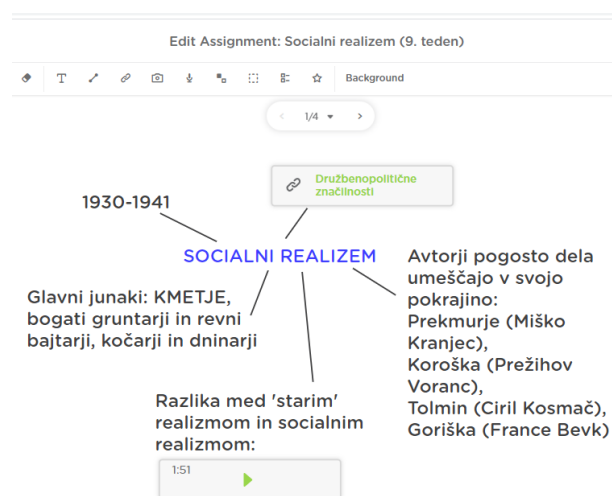 Edit Assignment: Socialni realizem (9. teden)
T
Background
1/4
Družbenopolitične
značilnosti
1930-1941
SOCIALNI REALIZEM
Avtorji pogosto dela
umeščajo v svojo
pokrajino:
Prekmurje (Miško
Kranjec),
Koroška (Prežihov
Voranc),
Tolmin (Ciril Kosmač),
Goriška (France Bevk)
Glavni junaki: KMETJE,
bogati gruntarji in revni
bajtarji, kočarji in dninarji
Razlika med 'starim'
realizmom in socialnim
realizmom:
1:51